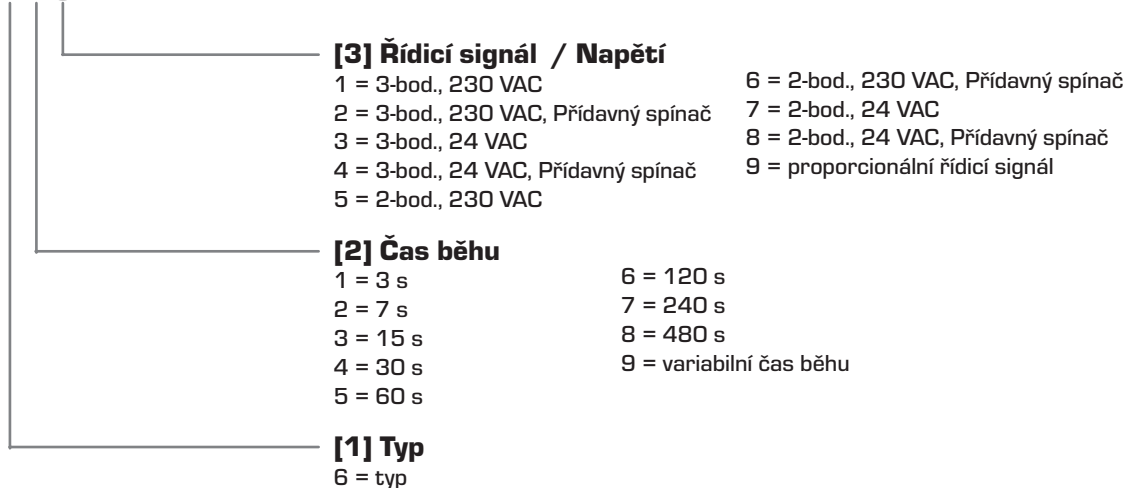 [3] Řídicí signál / Napětí
1 = 3-bod., 230 VAC
2 = 3-bod., 230 VAC, Přídavný spínač
3 = 3-bod., 24 VAC
4 = 3-bod., 24 VAC, Přídavný spínač
5 = 2-bod., 230 VAC
6 = 2-bod., 230 VAC, Přídavný spínač
7 = 2-bod., 24 VAC
8 = 2-bod., 24 VAC, Přídavný spínač
9 = proporcionální řídicí signál
[2] Čas běhu
1 = 3 s
2 = 7 s
3 = 15 s
4 = 30 s
5 = 60 s
6 = 120 s
7 = 240 s
8 = 480 s
9 = variabilní čas běhu
[1] Typ
6 = typ